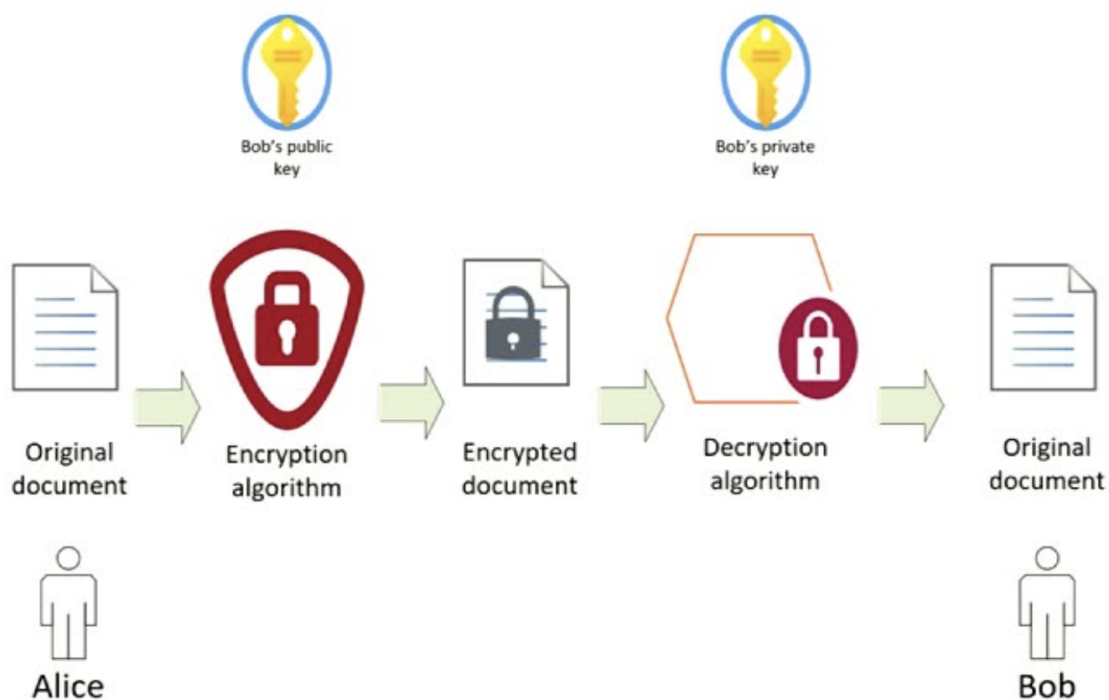 Bob's public
key
Bob's private
key
Original
document
Encryption
algorithm
Encrypted
document
Decryption
algorithm
Original
document
Alice
Bob